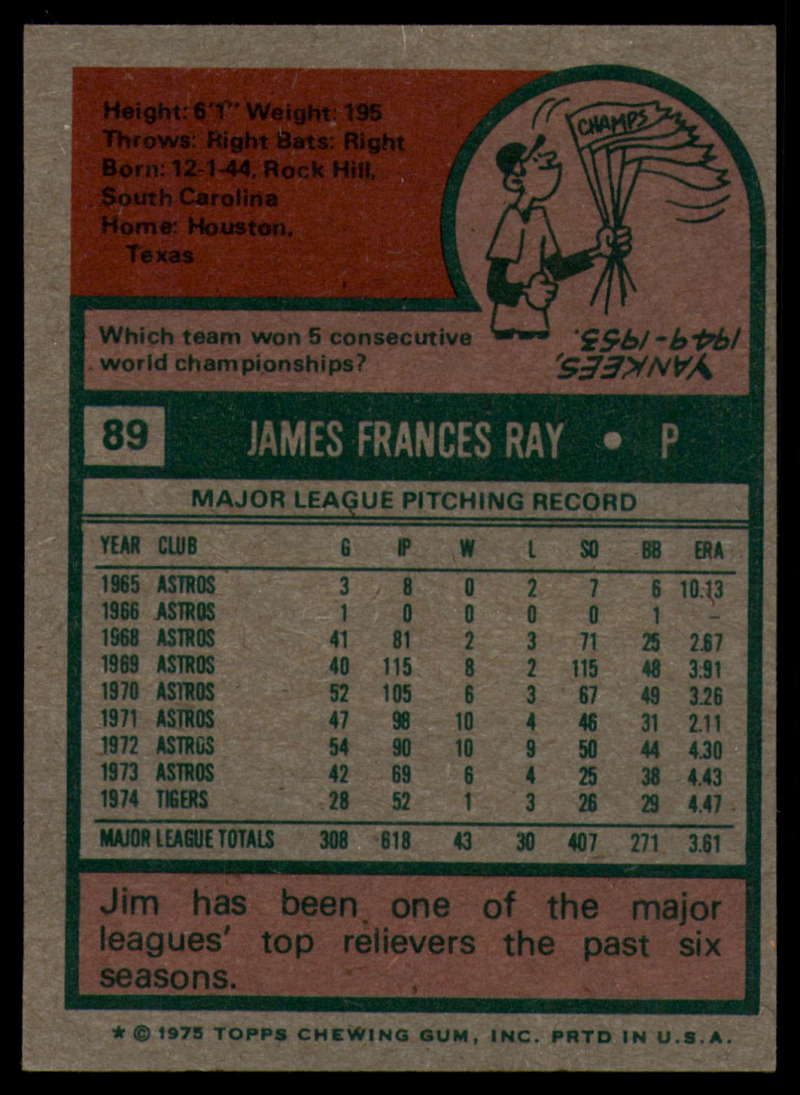 Height: 6'1" Weight: 195
Throws: Right Bats: Right
Born: 12-1-44, Rock Hill,
South Carolina
Home: Houston,
Texas
CHAMPS
Which team won 5 consecutive
world championships?
YANKEES,
1949-1953.
89 JAMES FRANCES RAY • P
MAJOR LEAGUE PITCHING RECORD
YEAR CLUB G IP W L SO BB ERA
1965 ASTROS 3 8 0 2 7 6 10.13
1966 ASTROS 1 0 0 0 0 1 –
1968 ASTROS 41 81 2 3 71 25 2.67
1969 ASTROS 40 115 8 2 115 48 3.91
1970 ASTROS 52 105 6 3 67 49 3.26
1971 ASTROS 47 98 10 4 46 31 2.11
1972 ASTROS 54 90 10 9 50 44 4.30
1973 ASTROS 42 69 6 4 25 38 4.43
1974 TIGERS 28 52 1 3 26 29 4.47
MAJOR LEAGUE TOTALS 308 618 43 30 407 271 3.61
Jim has been one of the major
leagues' top relievers the past six
seasons.
* © 1975 TOPPS CHEWING GUM, INC. PRTD IN U.S.A.